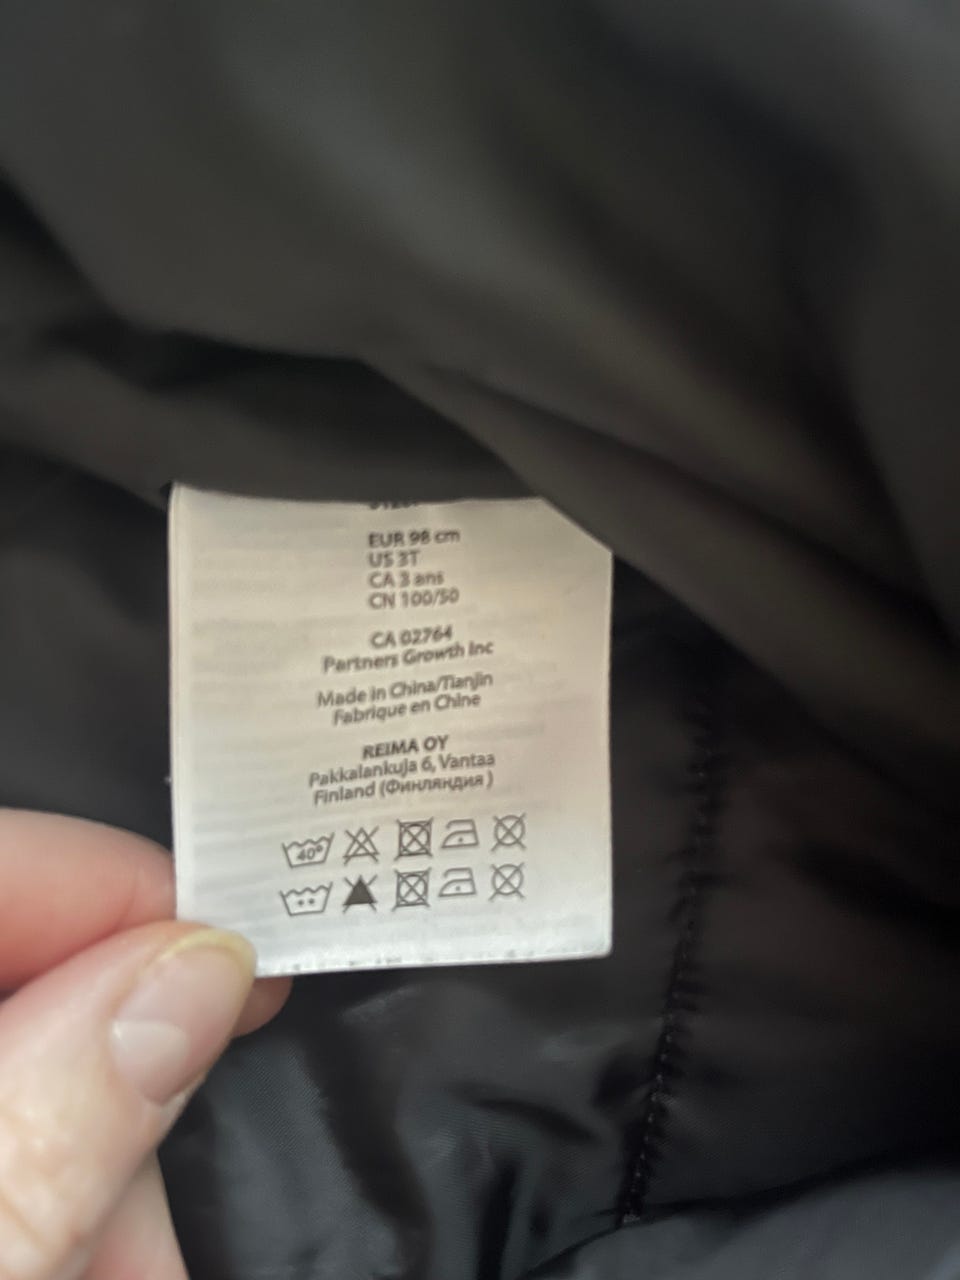 EUR 98 cm
US 3T
CA 3 ans
CN 100/50
CA 02764
Partners Growth Inc
Made in China/Tianjin
Fabrique en Chine
REIMA OY
Pakkalankuja 6, Vantaa
Finland (Финляндия )
40°